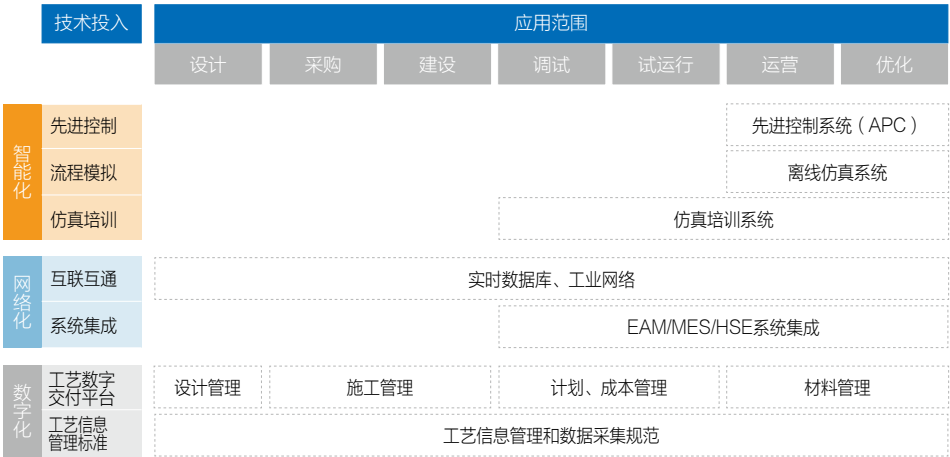 技术投入
应用范围
设计
采购
建设
调试
试运行
运营
优化
智能化
先进控制
先进控制系统（APC）
流程模拟
离线仿真系统
仿真培训
仿真培训系统
网络化
互联互通
实时数据库、工业网络
系统集成
EAM/MES/HSE系统集成
数字化
工艺数字
交付平台
设计管理
施工管理
计划、成本管理
材料管理
工艺信息
管理标准
工艺信息管理和数据采集规范